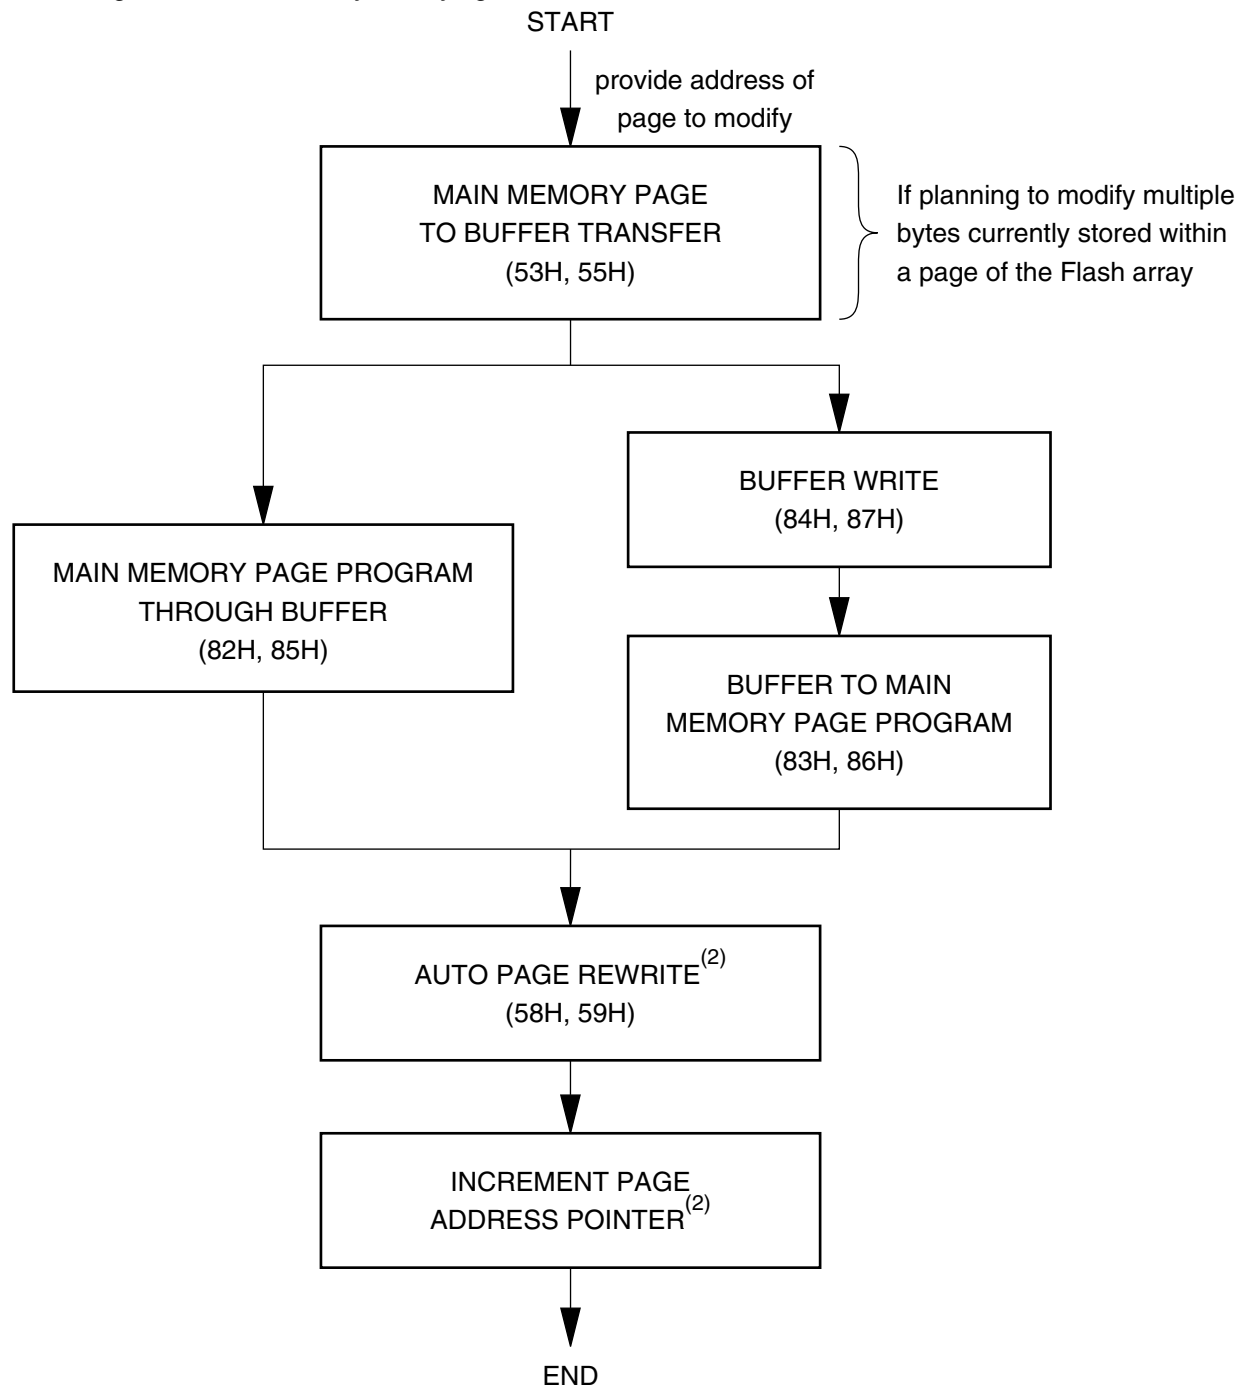 START
provide address of
page to modify
MAIN MEMORY PAGE
TO BUFFER TRANSFER
(53H, 55H)
If planning to modify multiple
bytes currently stored within
a page of the Flash array
BUFFER WRITE
(84H, 87H)
MAIN MEMORY PAGE PROGRAM
THROUGH BUFFER
(82H, 85H)
BUFFER TO MAIN
MEMORY PAGE PROGRAM
(83H, 86H)
AUTO PAGE REWRITE(2)
(58H, 59H)
INCREMENT PAGE
ADDRESS POINTER(2)
END